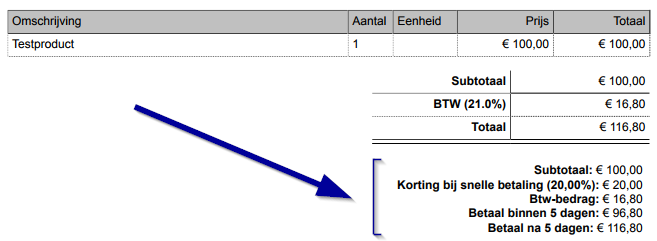 Omschrijving Aantal Eenheid Prijs Totaal
Testproduct 1 € 100,00 € 100,00
Subtotaal € 100,00
BTW (21.0%) € 16,80
Totaal € 116,80
Subtotaal: € 100,00
Korting bij snelle betaling (20,00%): € 20,00
Btw-bedrag: € 16,80
Betaal binnen 5 dagen: € 96,80
Betaal na 5 dagen: € 116,80